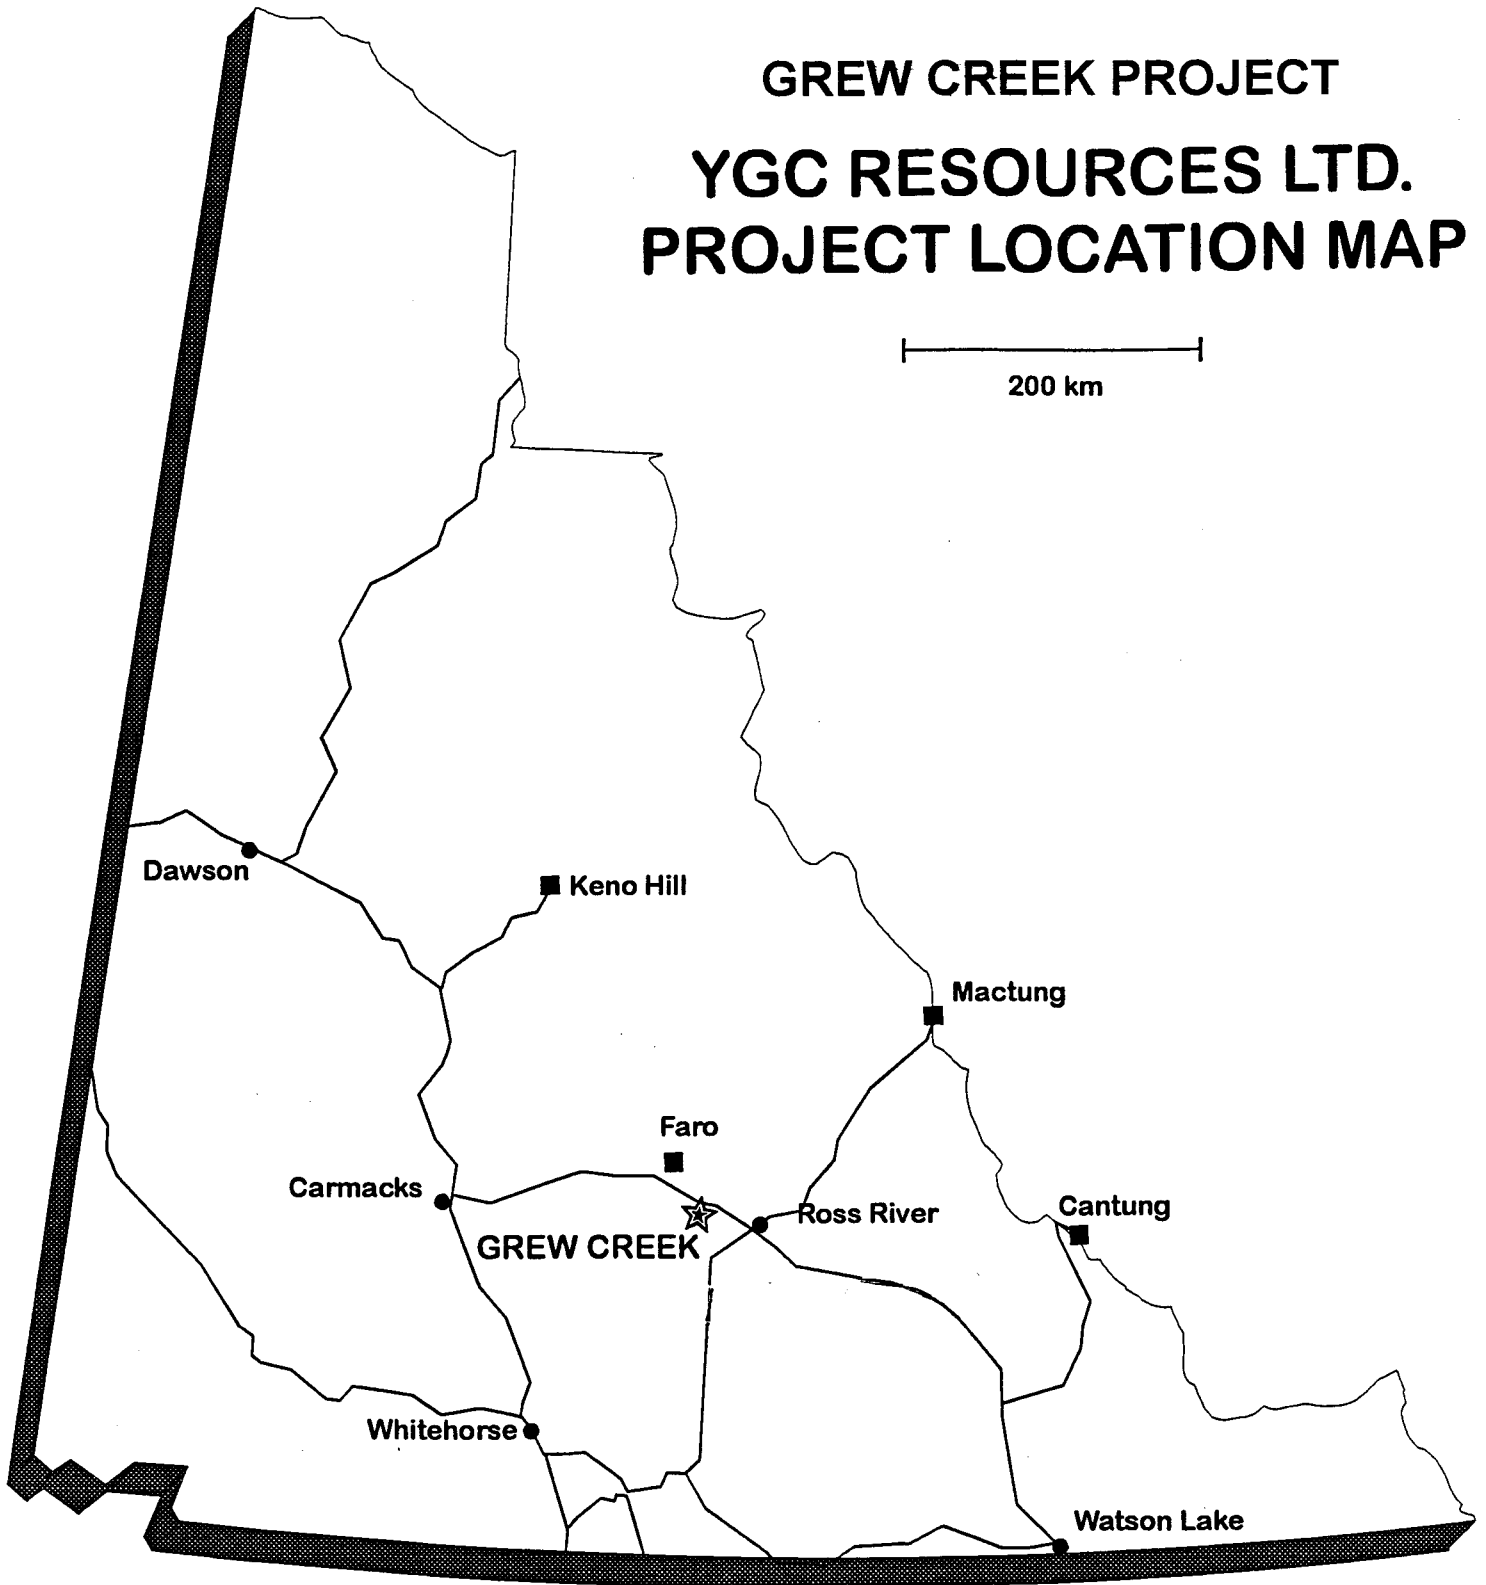 GREW CREEK PROJECT
YGC RESOURCES LTD.
PROJECT LOCATION MAP
200 km
Dawson
Keno Hill
Mactung
Faro
Carmacks
Cantung
Ross River
GREW CREEK
Whitehorse
Watson Lake